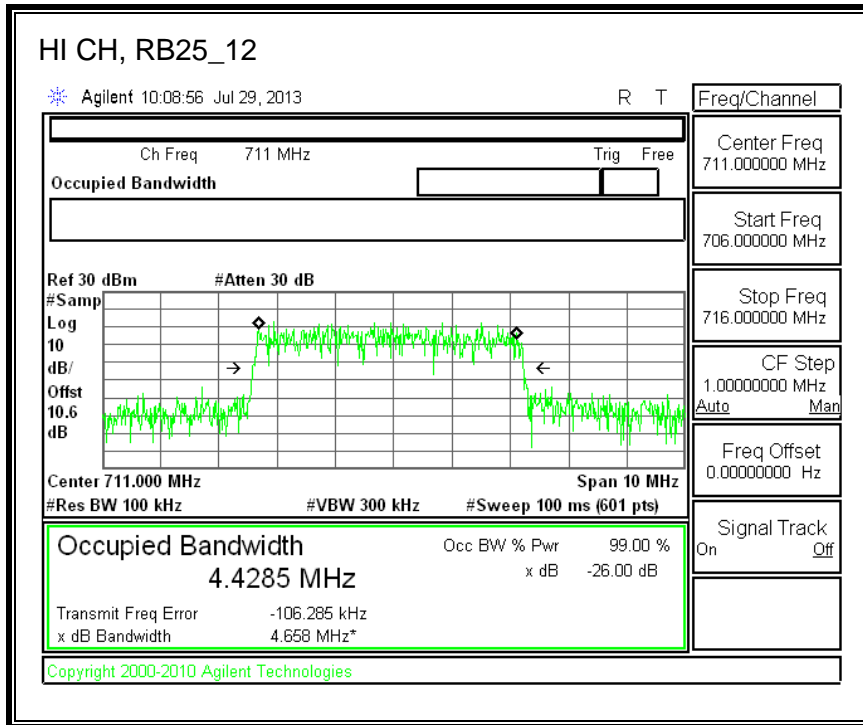 HI CH, RB25_12
Agilent 10:08:56 Jul 29, 2013 R T
Freq/Channel
Ch Freq 711 MHz Trig Free
Occupied Bandwidth
Center Freq
711.000000 MHz
Start Freq
706.000000 MHz
Stop Freq
716.000000 MHz
CF Step
1.00000000 MHz
Auto Man
Freq Offset
0.00000000 Hz
Signal Track
On Off
Ref 30 dBm #Atten 30 dB
#Samp
Log
10
dB/
Offst
10.6
dB
Center 711.000 MHz Span 10 MHz
#Res BW 100 kHz #VBW 300 kHz #Sweep 100 ms (601 pts)
Occupied Bandwidth Occ BW % Pwr 99.00 %
4.4285 MHz x dB -26.00 dB
Transmit Freq Error -106.285 kHz
x dB Bandwidth 4.658 MHz*
Copyright 2000-2010 Agilent Technologies